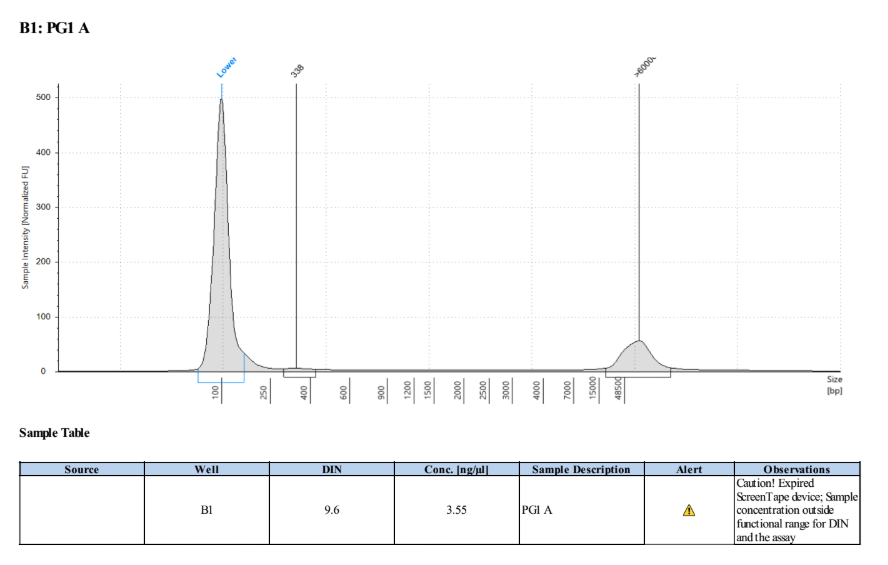 B1: PG1 A
Lower
338
>6000
500
400
300
200
100
0
Sample Intensity [Normalized FU]
100
250
400
600
900
1200
1500
2000
2500
3000
4000
7000
15000
48500
Size
[bp]
Sample Table
Source Well DIN Conc. [ng/µl] Sample Description Alert Observations
B1 9.6 3.55 PG1 A
Caution! Expired
ScreenTape device; Sample
concentration outside
functional range for DIN
and the assay